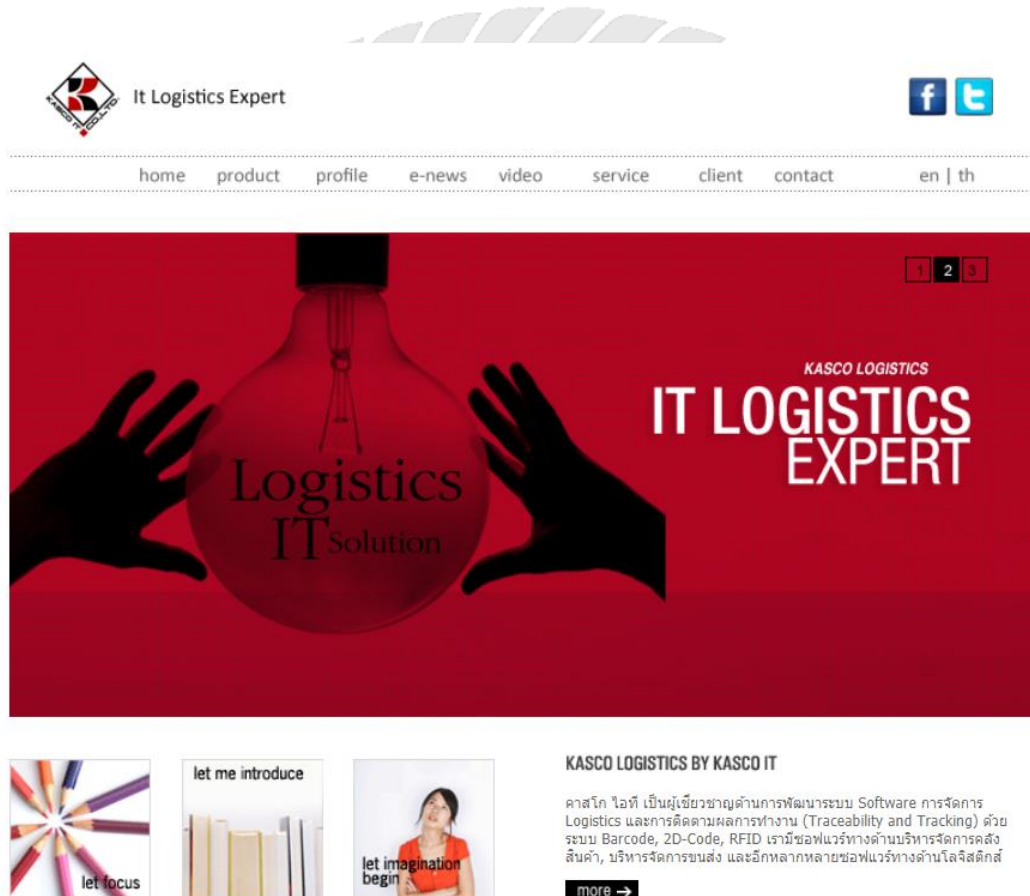 KASCO IT CO.,LTD.
It Logistics Expert
home product profile e-news video service client contact en | th
1 2 3
KASCO LOGISTICS
IT LOGISTICS
EXPERT
Logistics
IT Solution
let focus
let me introduce
let imagination
begin
KASCO LOGISTICS BY KASCO IT
คาสโก ไอที เป็นผู้เชี่ยวชาญด้านการพัฒนาระบบ Software การจัดการ
Logistics และการติดตามผลการทำงาน (Traceability and Tracking) ด้วย
ระบบ Barcode, 2D-Code, RFID เรามีซอฟแวร์ทางด้านบริหารจัดการคลัง
สินค้า, บริหารจัดการขนส่ง และอีกหลากหลายซอฟแวร์ทางด้านโลจิสติกส์
more →